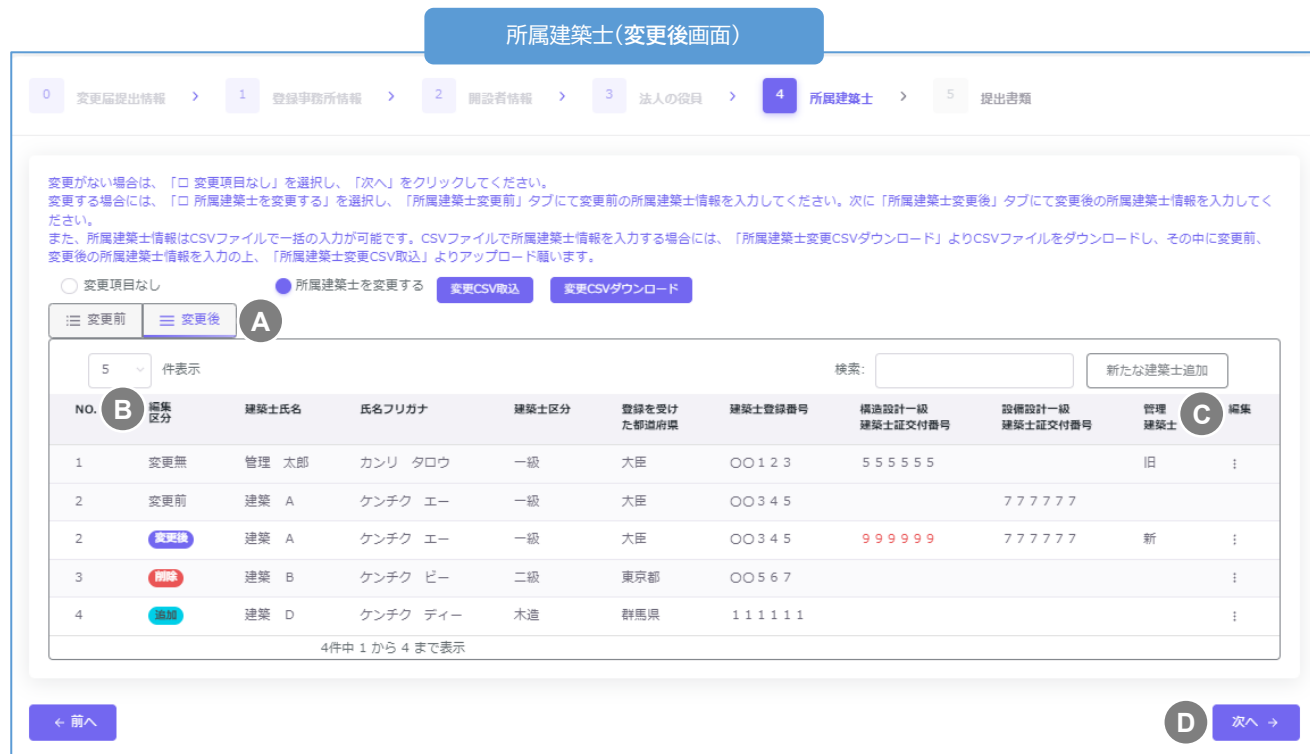 所属建築士(変更後画面)
0 変更届提出情報 > 1 登録事務所情報 > 2 開設者情報 > 3 法人の役員 > 4 所属建築士 > 5 提出書類
変更がない場合は、「□ 変更項目なし」を選択し、「次へ」をクリックしてください。
変更する場合には、「□ 所属建築士を変更する」を選択し、「所属建築士変更前」タブにて変更前の所属建築士情報を入力してください。次に「所属建築士変更後」タブにて変更後の所属建築士情報を入力してく
ださい。
また、所属建築士情報はCSVファイルで一括の入力が可能です。CSVファイルで所属建築士情報を入力する場合には、「所属建築士変更CSVダウンロード」よりCSVファイルをダウンロードし、その中に変更前、
変更後の所属建築士情報を入力の上、「所属建築士変更CSV取込」よりアップロード願います。
変更項目なし 所属建築士を変更する 変更CSV取込 変更CSVダウンロード
変更前 変更後 A
5 件表示 検索: 新たな建築士追加
NO. B 編集区分 建築士氏名 氏名フリガナ 建築士区分 登録を受けた都道府県 建築士登録番号 構造設計一級建築士証交付番号 設備設計一級建築士証交付番号 管理建築士 C 編集
1 変更無 管理 太郎 カンリ タロウ 一級 大臣 〇〇123 555555 旧
2 変更前 建築 A ケンチク エー 一級 大臣 〇〇345 777777
2 変更後 建築 A ケンチク エー 一級 大臣 〇〇345 999999 777777 新
3 削除 建築 B ケンチク ビー 二級 東京都 〇〇567
4 追加 建築 D ケンチク ディー 木造 群馬県 111111
4件中 1 から 4 まで表示
← 前へ D 次へ →